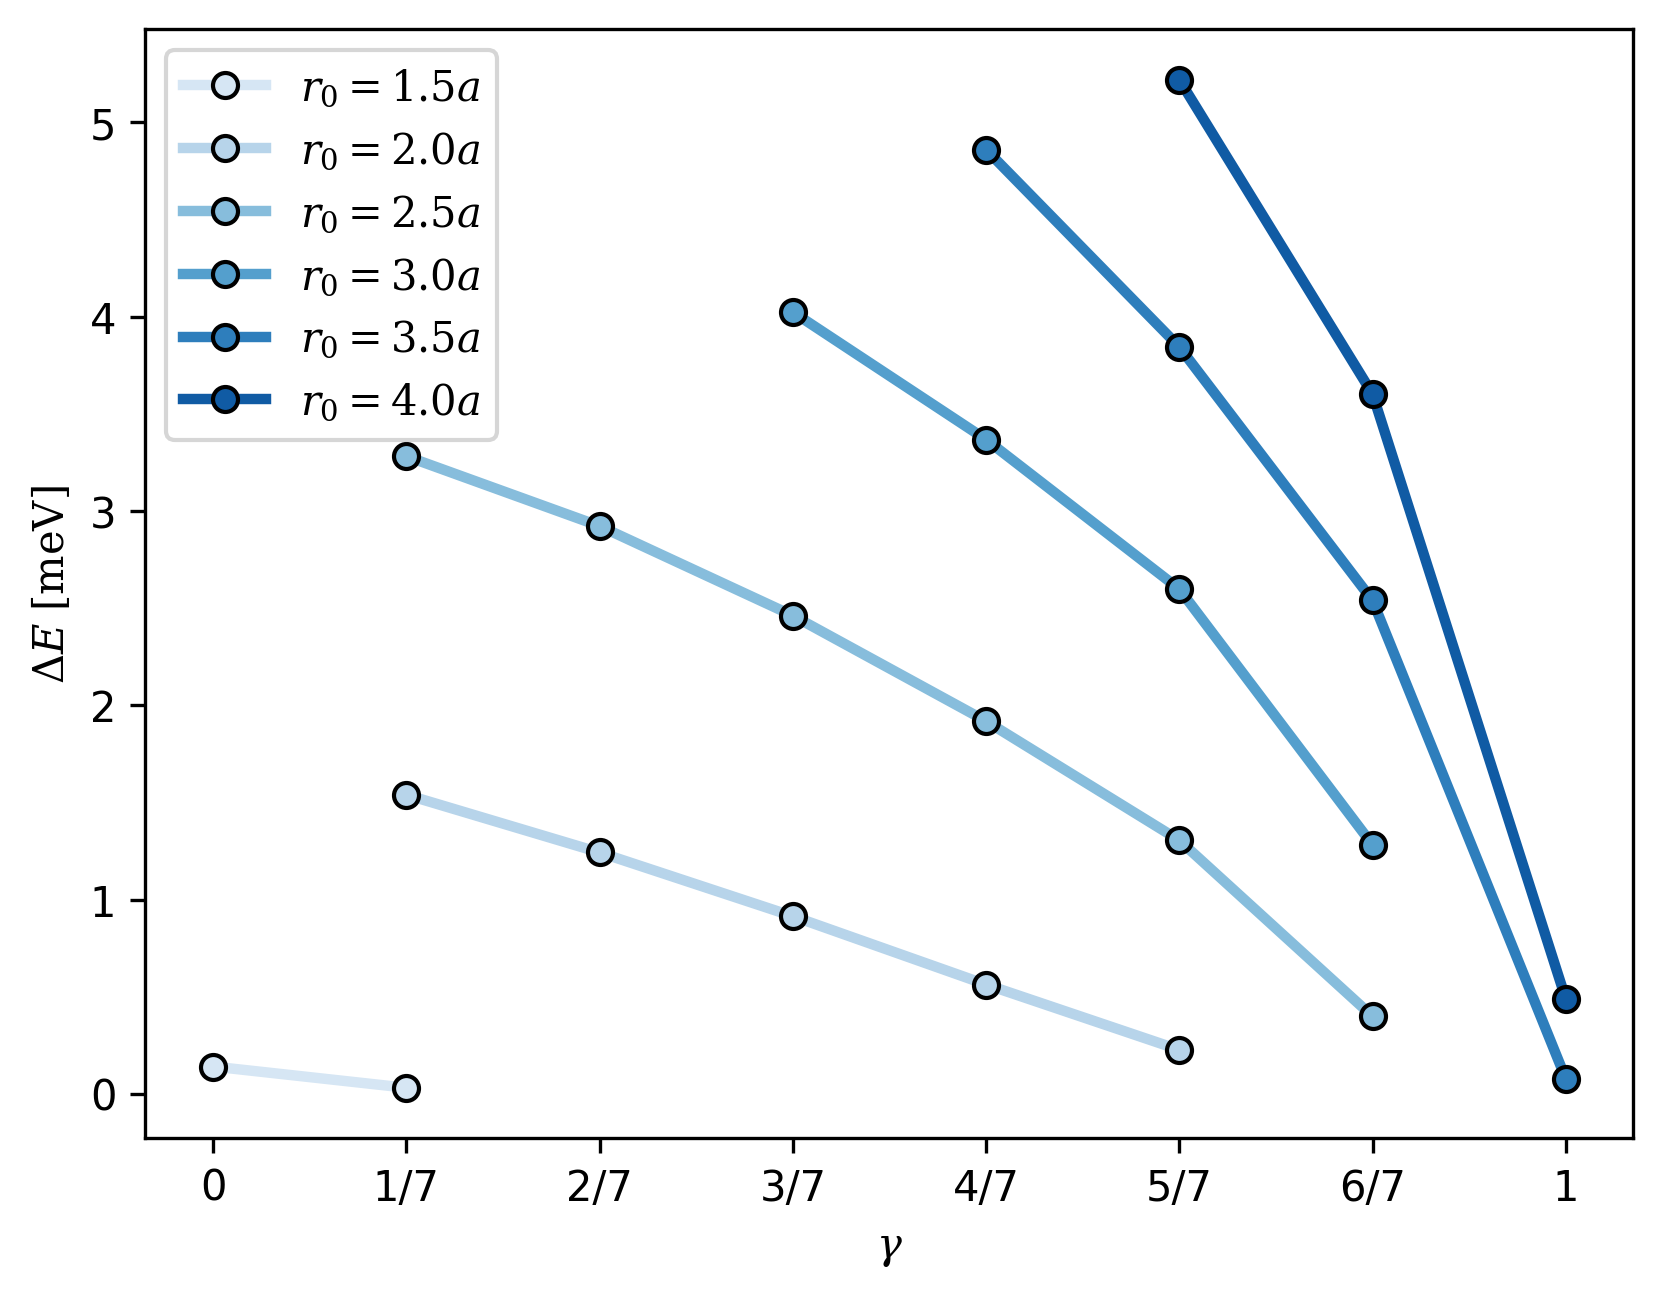 r₀ = 1.5a
r₀ = 2.0a
r₀ = 2.5a
r₀ = 3.0a
r₀ = 3.5a
r₀ = 4.0a
ΔE [meV]
5
4
3
2
1
0
0 1/7 2/7 3/7 4/7 5/7 6/7 1
γ